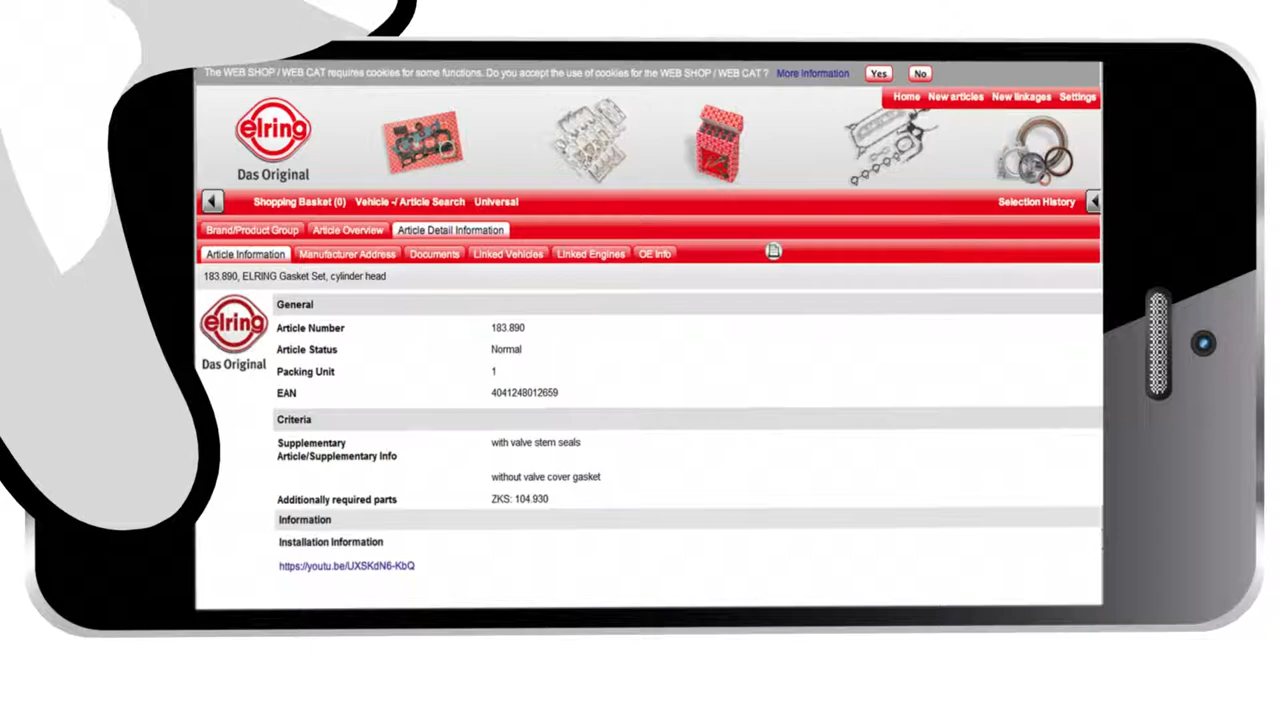 The WEB SHOP / WEB CAT requires cookies for some functions. Do you accept the use of cookies for the WEB SHOP / WEB CAT ? More Information Yes No
Home New articles New linkages Settings
elring
Das Original
Shopping Basket (0) Vehicle -/ Article Search Universal Selection History
Brand/Product Group Article Overview Article Detail Information
Article Information Manufacturer Address Documents Linked Vehicles Linked Engines OE Info
183.890, ELRING Gasket Set, cylinder head
elring
Das Original
General
Article Number 183.890
Article Status Normal
Packing Unit 1
EAN 4041248012659
Criteria
Supplementary with valve stem seals
Article/Supplementary Info
without valve cover gasket
Additionally required parts ZKS: 104.930
Information
Installation Information
https://youtu.be/UXSKdN6-KbQ